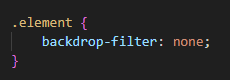 .element {
    backdrop-filter: none;
}